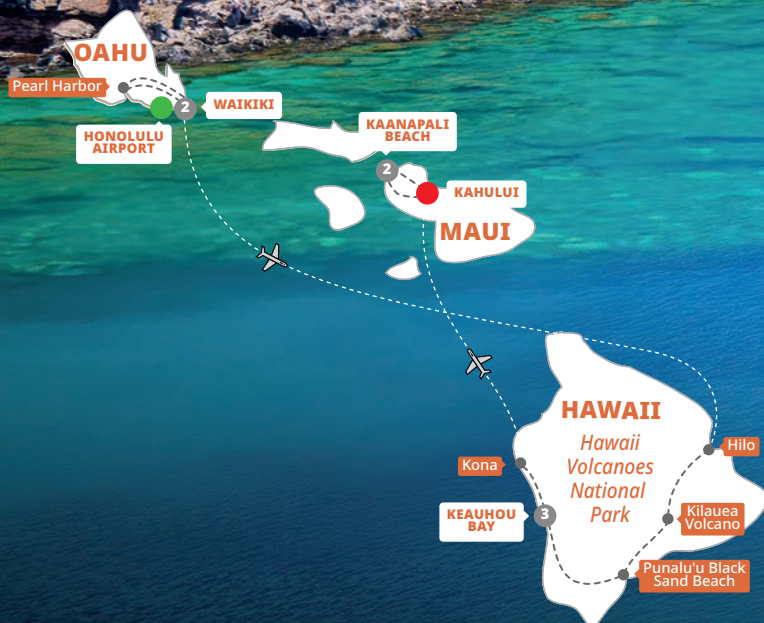 OAHU
Pearl Harbor
2
WAIKIKI
HONOLULU
AIRPORT
KAANAPALI
BEACH
2
KAHULUI
MAUI
HAWAII
Hawaii
Volcanoes
National
Park
Hilo
Kona
KEAUHOU
BAY
3
Kilauea
Volcano
Punalu'u Black
Sand Beach